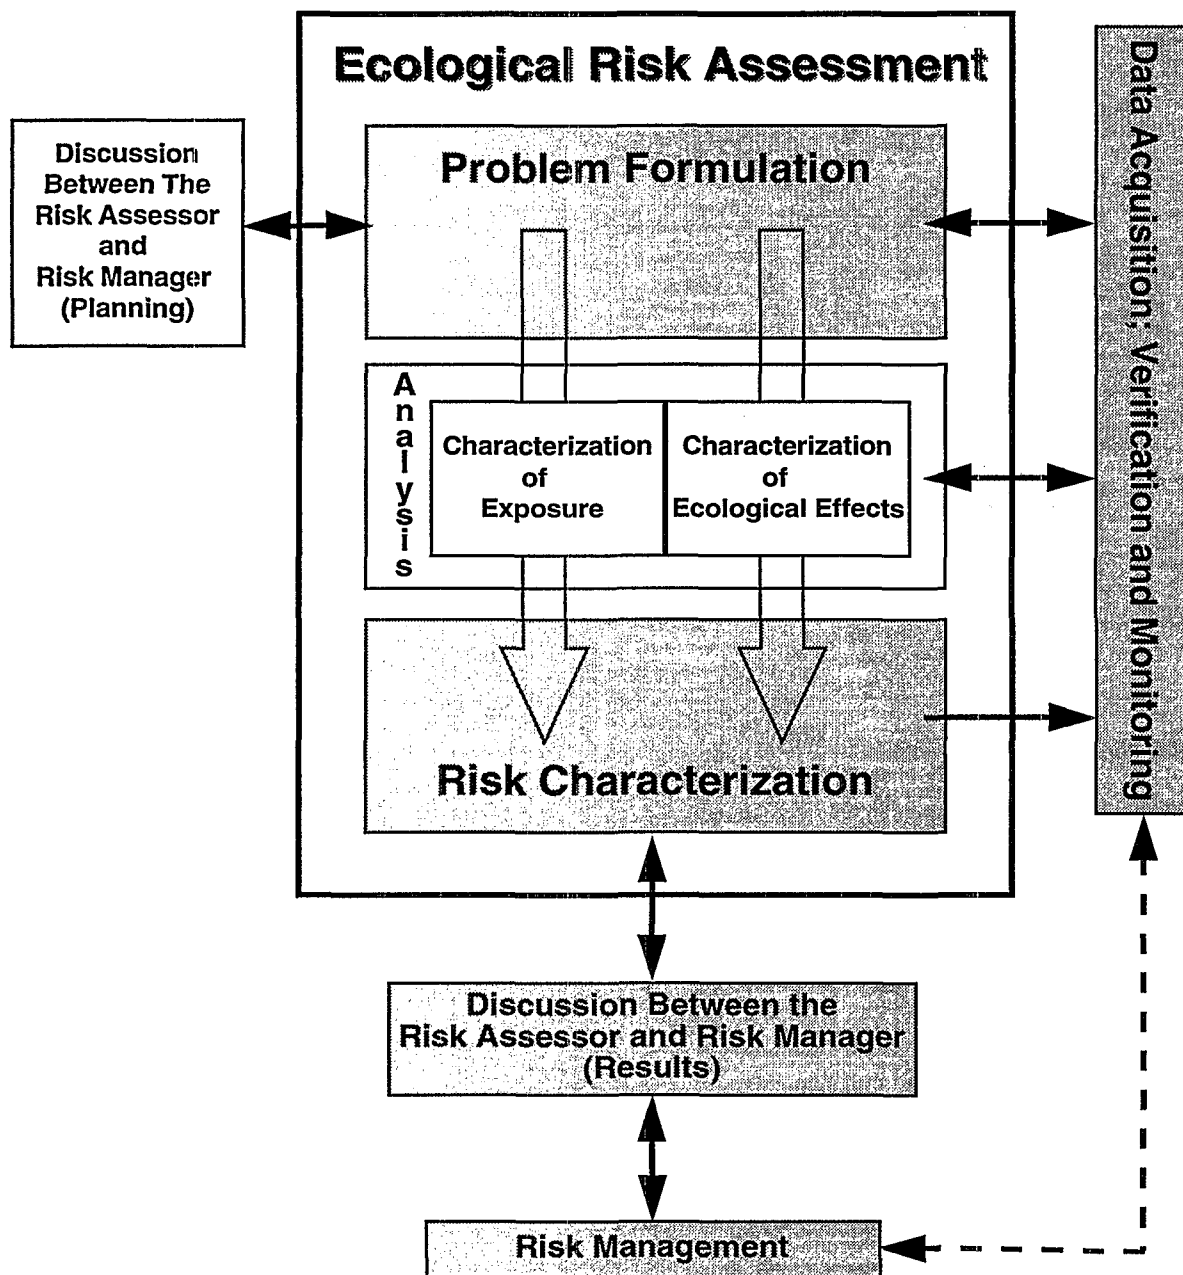 Ecological Risk Assessment
Discussion
Between The
Risk Assessor
and
Risk Manager
(Planning)
Problem Formulation
Analysis
Characterization
of
Exposure
Characterization
of
Ecological Effects
Risk Characterization
Data Acquisition; Verification and Monitoring
Discussion Between the
Risk Assessor and Risk Manager
(Results)
Risk Management